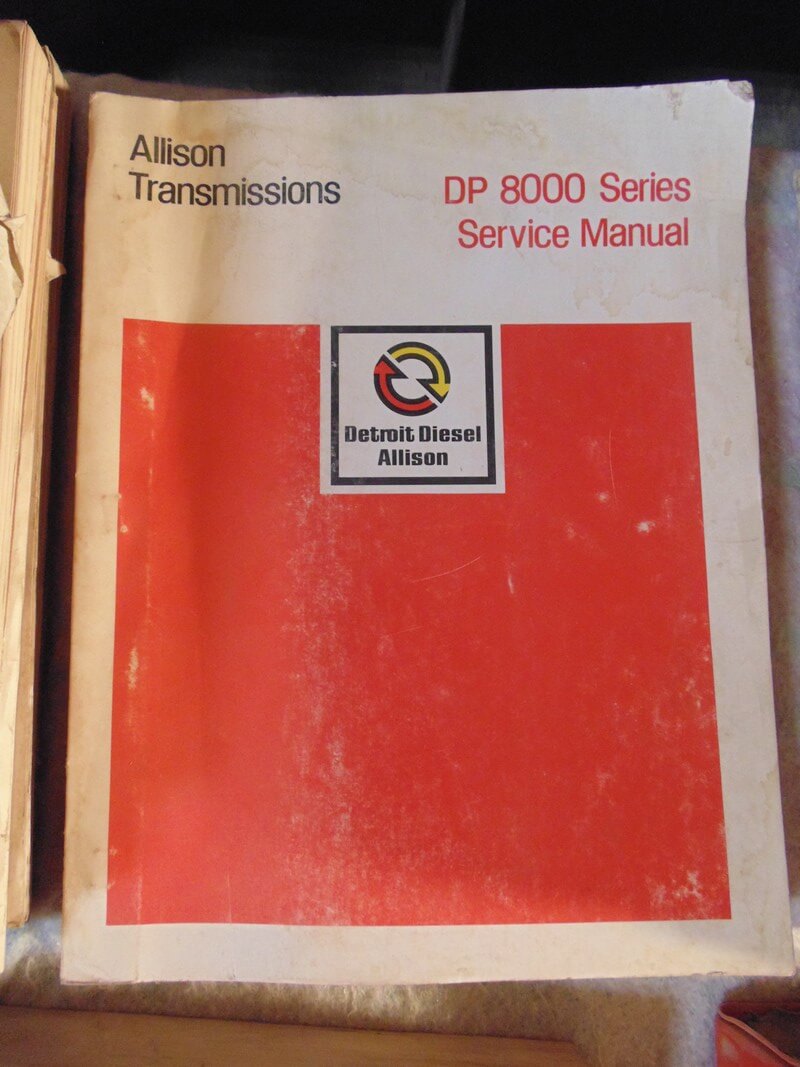 Allison
Transmissions
DP 8000 Series
Service Manual
Detroit Diesel
Allison